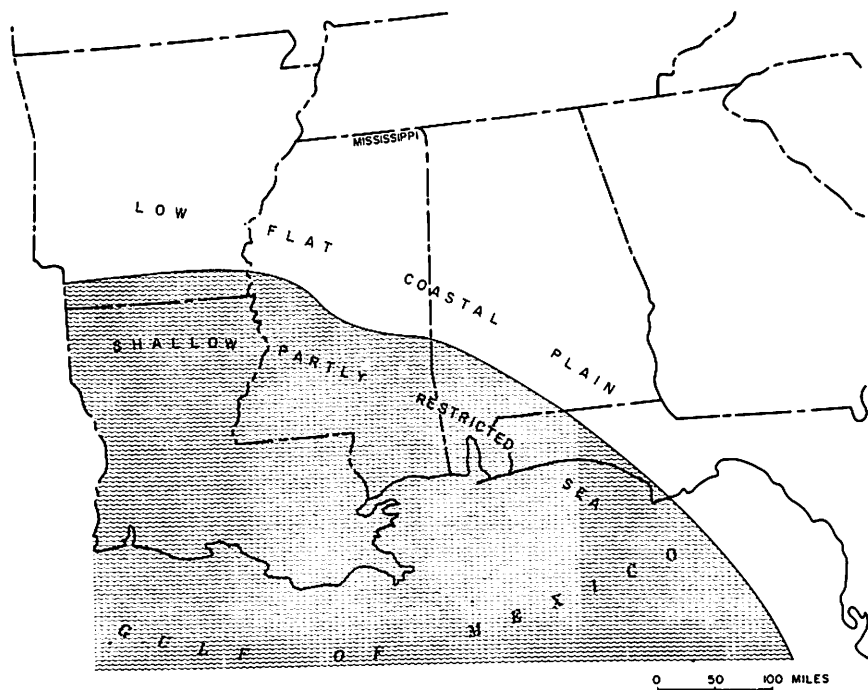 MISSISSIPPI
LOW FLAT COASTAL PLAIN
SHALLOW PARTLY RESTRICTED SEA
GULF OF MEXICO
0 50 100 MILES